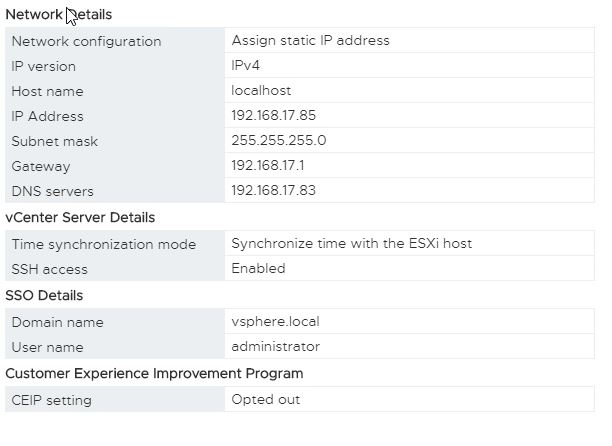 Network Details
Network configuration Assign static IP address
IP version IPv4
Host name localhost
IP Address 192.168.17.85
Subnet mask 255.255.255.0
Gateway 192.168.17.1
DNS servers 192.168.17.83
vCenter Server Details
Time synchronization mode Synchronize time with the ESXi host
SSH access Enabled
SSO Details
Domain name vsphere.local
User name administrator
Customer Experience Improvement Program
CEIP setting Opted out